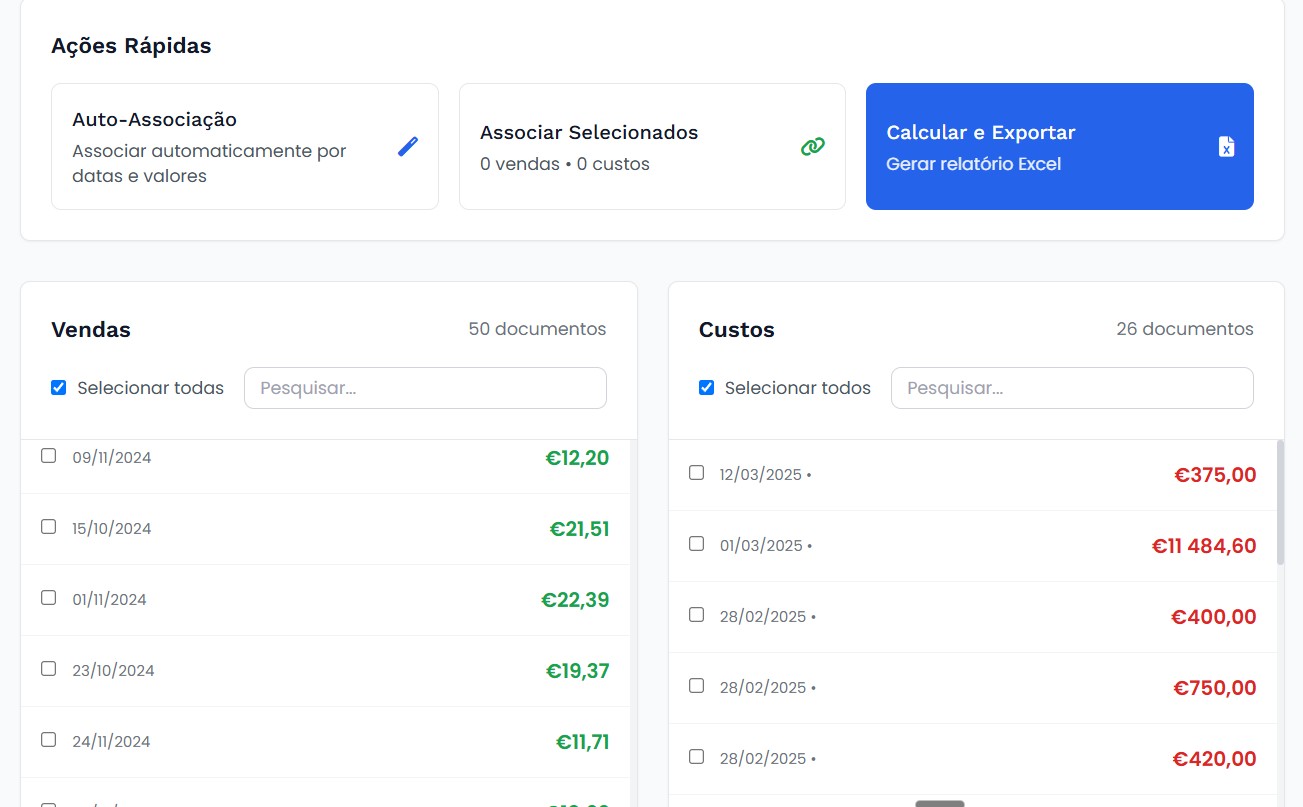 Ações Rápidas
Auto-Associação
Associar automaticamente por
datas e valores
Associar Selecionados
0 vendas • 0 custos
Calcular e Exportar
Gerar relatório Excel
Vendas
50 documentos
Selecionar todas
Pesquisar...
09/11/2024
€12,20
15/10/2024
€21,51
01/11/2024
€22,39
23/10/2024
€19,37
24/11/2024
€11,71
Custos
26 documentos
Selecionar todos
Pesquisar...
12/03/2025 •
€375,00
01/03/2025 •
€11 484,60
28/02/2025 •
€400,00
28/02/2025 •
€750,00
28/02/2025 •
€420,00